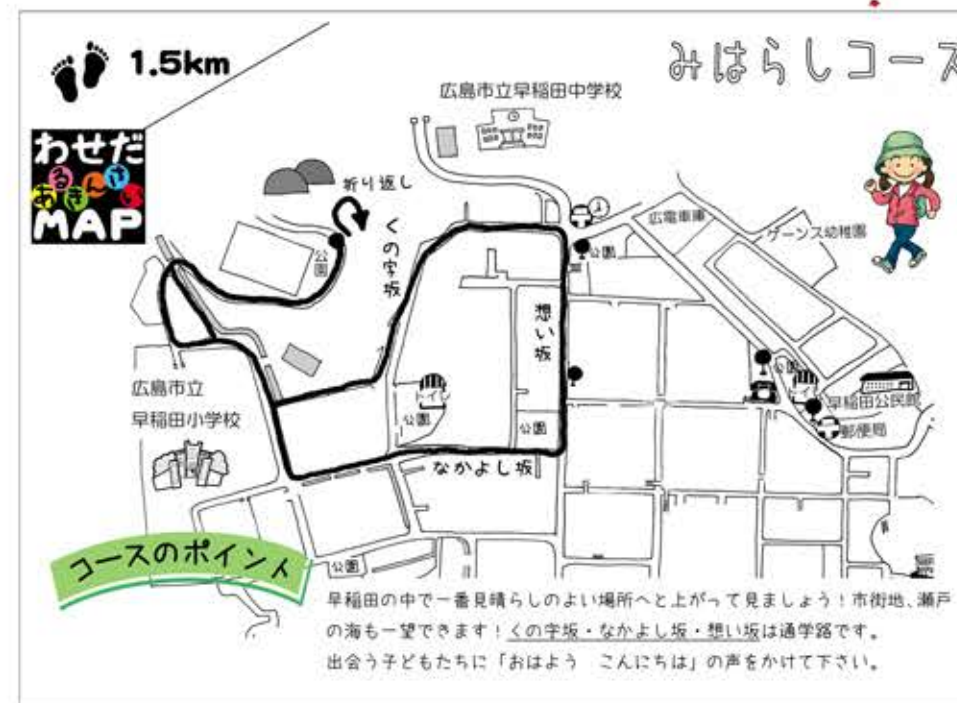 1.5km
みはらしコース
わせだ
あるきんさい
MAP
広島市立早稲田中学校
折り返し
くの字坂
公園
広電車庫
ゲーンス幼稚園
公園
想い坂
広島市立
早稲田小学校
トイレ
公園
公園
公園
トイレ
早稲田公民館
郵便局
なかよし坂
コースのポイント
公園
早稲田の中で一番見晴らしのよい場所へと上がって見ましょう!市街地、瀬戸
の海も一望できます!くの字坂・なかよし坂・想い坂は通学路です。
出会う子どもたちに「おはよう　こんにちは」の声をかけて下さい。